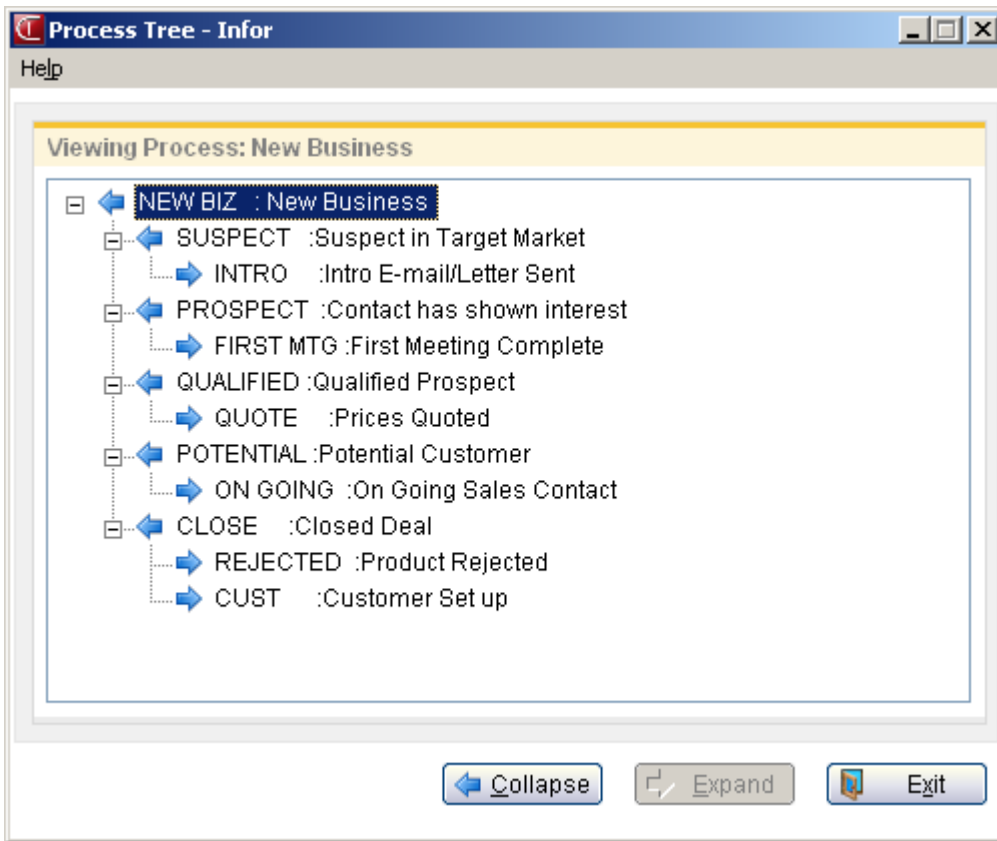 Process Tree - Infor
Help
Viewing Process: New Business
NEW BIZ : New Business
SUSPECT :Suspect in Target Market
INTRO :Intro E-mail/Letter Sent
PROSPECT :Contact has shown interest
FIRST MTG :First Meeting Complete
QUALIFIED :Qualified Prospect
QUOTE :Prices Quoted
POTENTIAL :Potential Customer
ON GOING :On Going Sales Contact
CLOSE :Closed Deal
REJECTED :Product Rejected
CUST :Customer Set up
Collapse Expand Exit